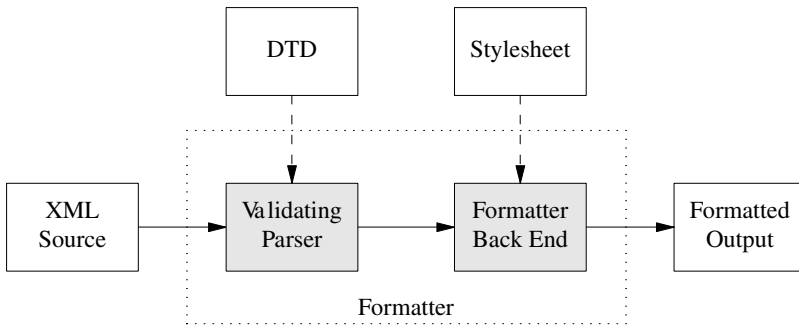 DTD
Stylesheet
XML
Source
Validating
Parser
Formatter
Back End
Formatted
Output
Formatter